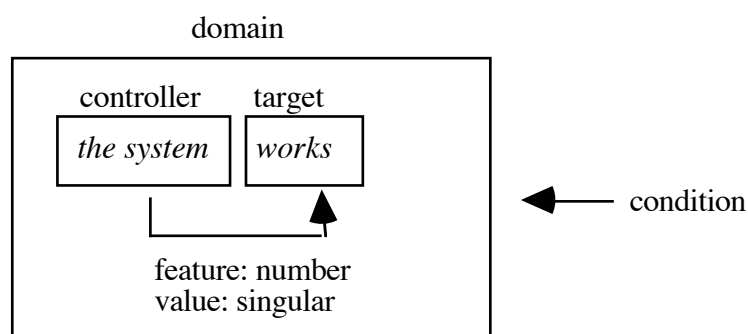 domain
controller target
the system works
condition
feature: number
value: singular